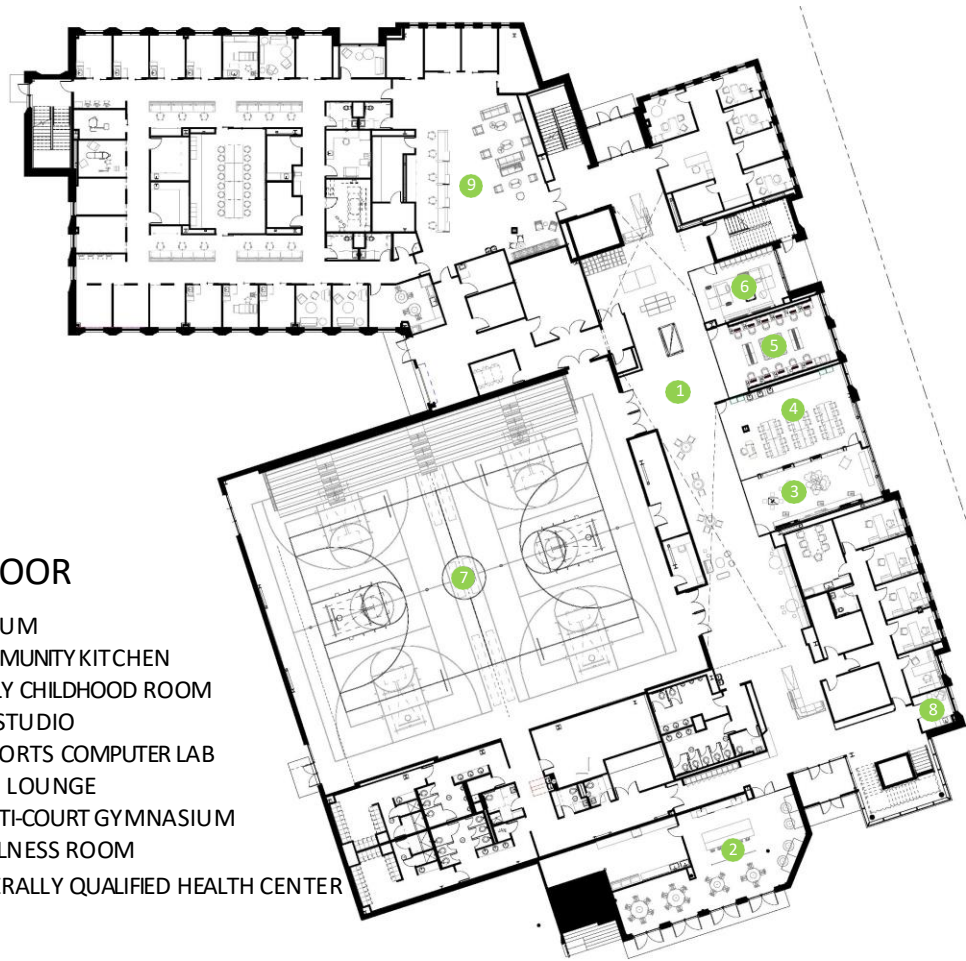 9
6
5
1
4
3
7
8
2
OOR
UM
MUNITY KITCHEN
LY CHILDHOOD ROOM
STUDIO
ORTS COMPUTER LAB
LOUNGE
TI-COURT GYMNASIUM
LNESS ROOM
ERALLY QUALIFIED HEALTH CENTER